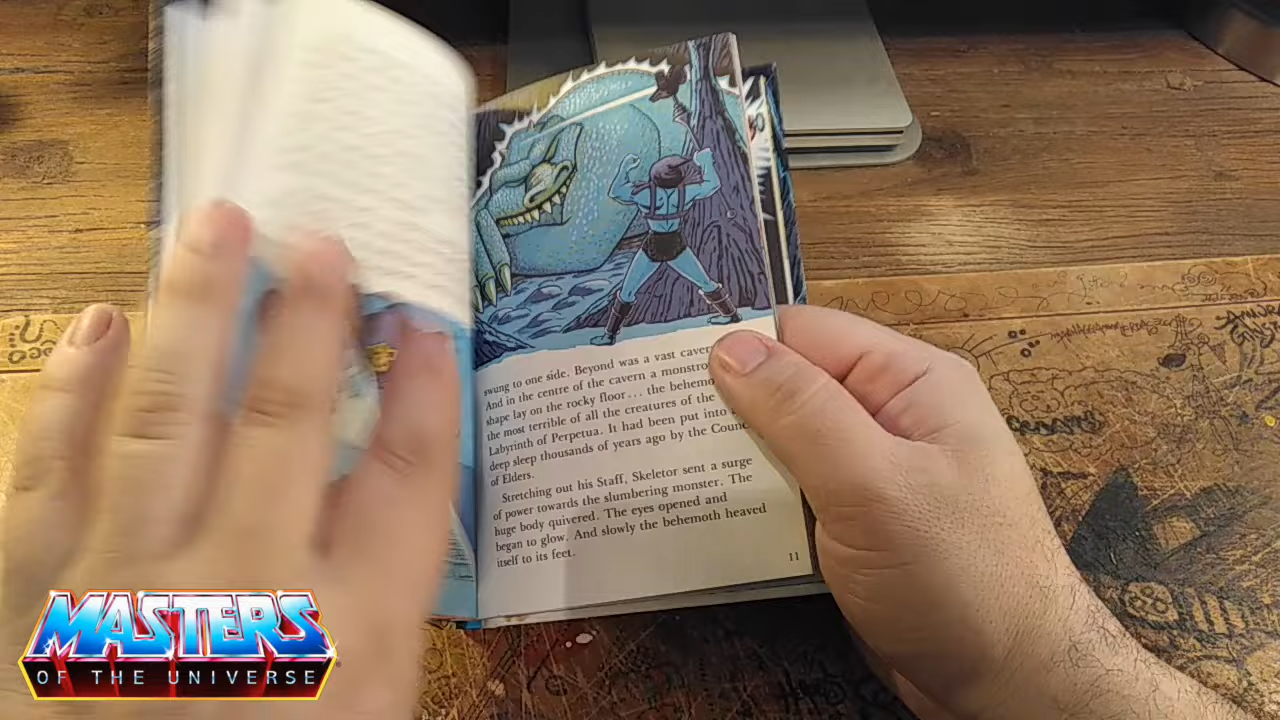 swung to one side. Beyond was a vast cavern
And in the centre of the cavern a monstro
shape lay on the rocky floor... the behemo
the most terrible of all the creatures of the
Labyrinth of Perpetua. It had been put into
deep sleep thousands of years ago by the Counc
of Elders.
Stretching out his Staff, Skeletor sent a surge
of power towards the slumbering monster. The
huge body quivered. The eyes opened and
began to glow. And slowly the behemoth heaved
itself to its feet.
11
MASTERS
OF THE UNIVERSE